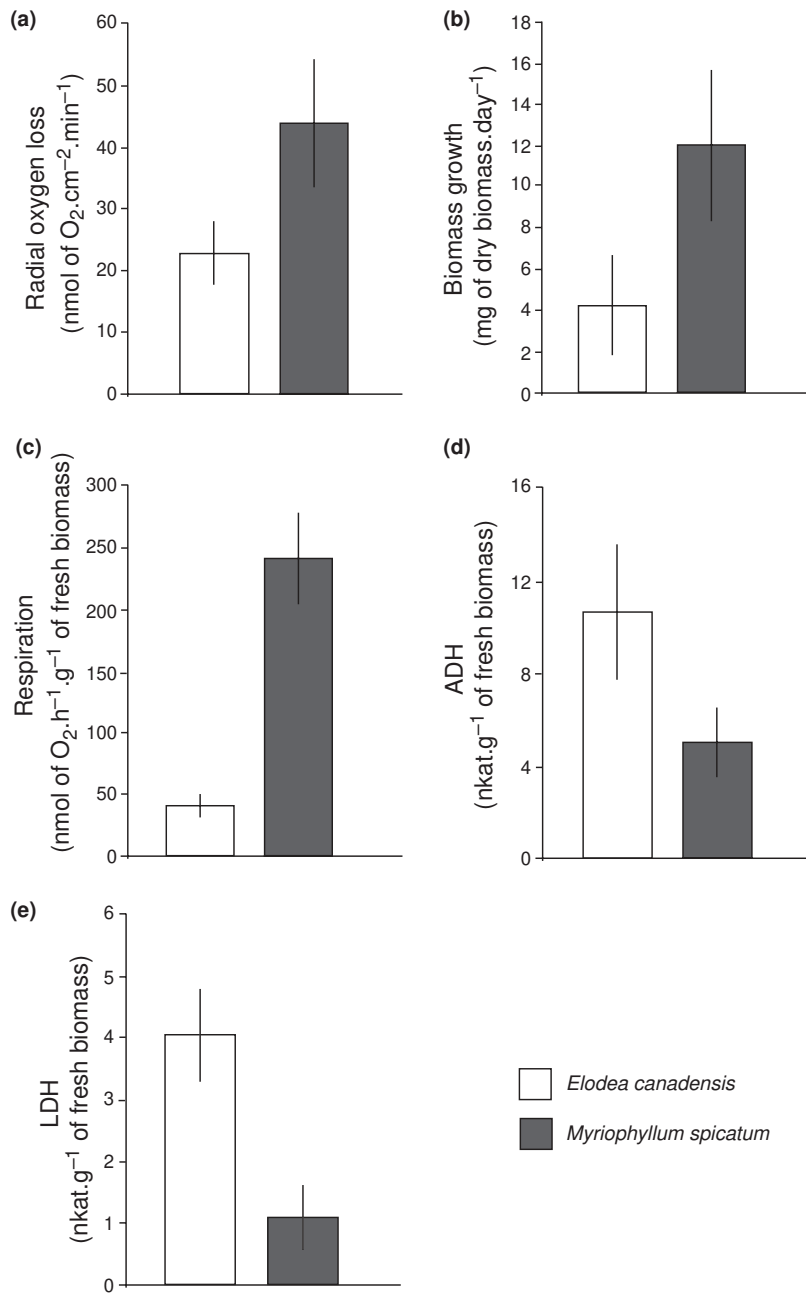 (a)
Radial oxygen loss
(nmol of O₂.cm⁻².min⁻¹)
60
50
40
30
20
10
0
(b)
Biomass growth
(mg of dry biomass.day⁻¹)
18
16
14
12
10
8
6
4
2
0
(c)
Respiration
(nmol of O₂.h⁻¹.g⁻¹ of fresh biomass)
300
250
200
150
100
50
0
(d)
ADH
(nkat.g⁻¹ of fresh biomass)
16
12
8
4
0
(e)
LDH
(nkat.g⁻¹ of fresh biomass)
6
5
4
3
2
1
0
Elodea canadensis
Myriophyllum spicatum